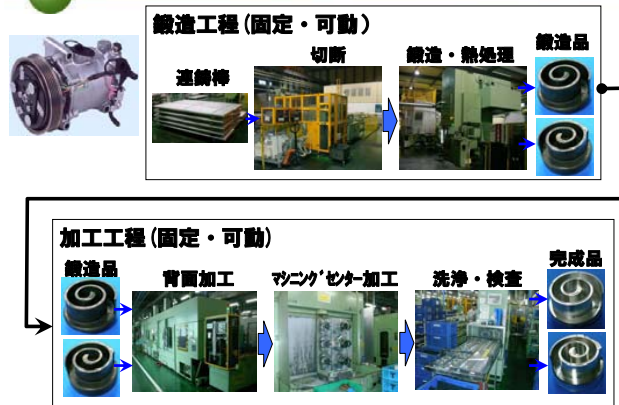 鍛造工程(固定・可動)
連鋳棒
切断
鍛造・熱処理
鍛造品
加工工程(固定・可動)
鍛造品
背面加工
マシニング゙センター加工
洗浄・検査
完成品